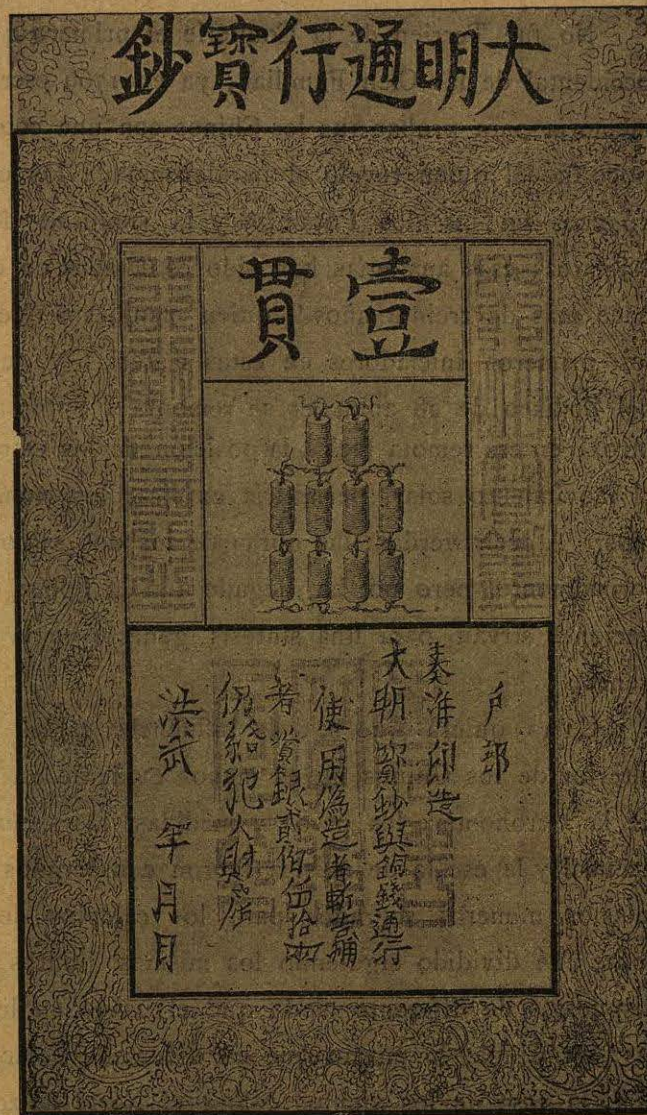 大明通行寶鈔
壹貫
户部
奏准印造
大明寶鈔與銅錢通行
使用偽造者斬告捕
者賞銀貳伯伍拾兩
仍給犯人財產
洪武 年月日